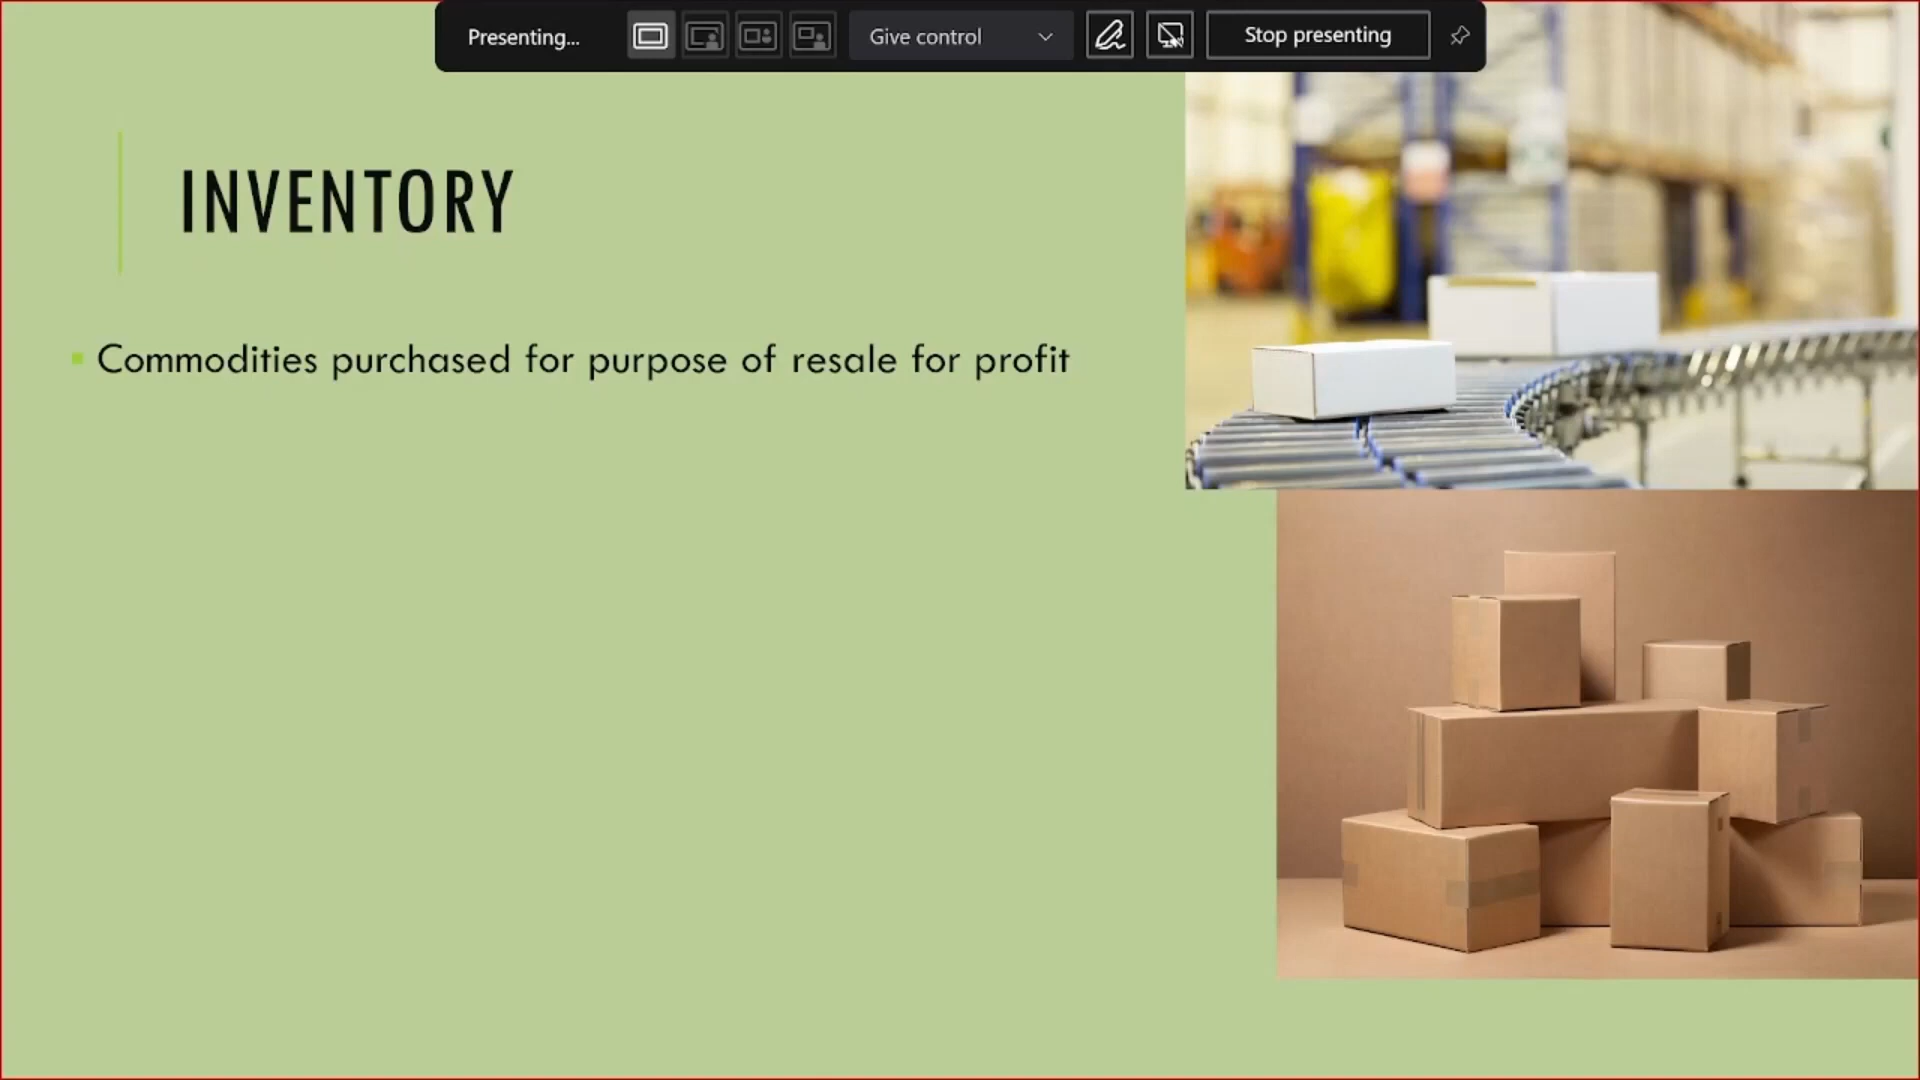 Presenting...
Give control
Stop presenting
INVENTORY
Commodities purchased for purpose of resale for profit